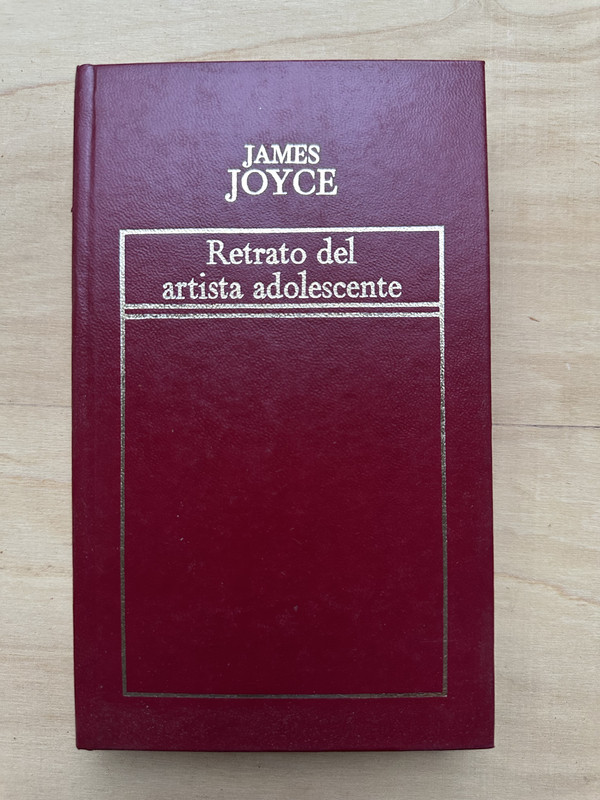 JAMES
JOYCE
Retrato del
artista adolescente